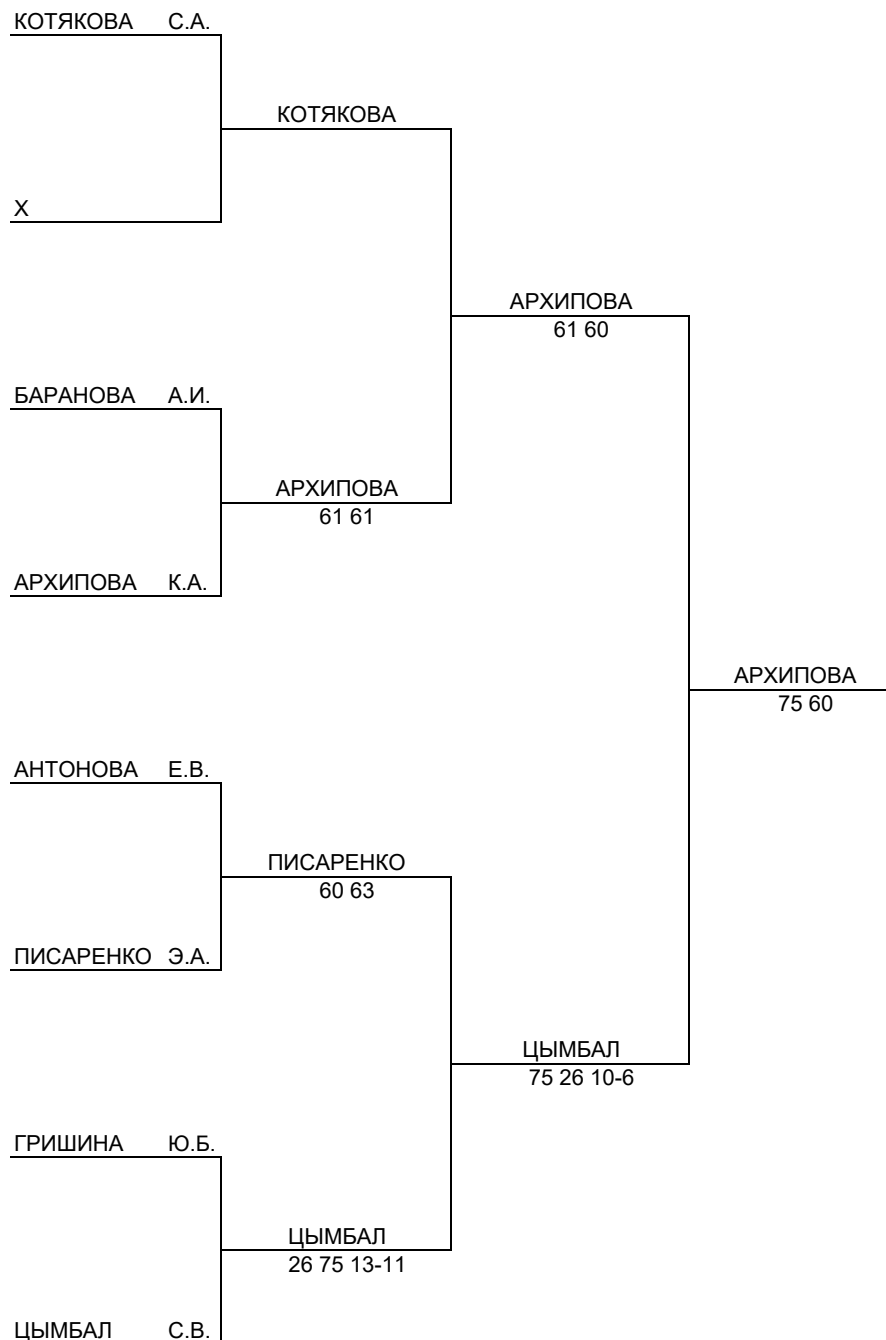 КОТЯКОВА С.А.
КОТЯКОВА
Х
АРХИПОВА
61 60
БАРАНОВА А.И.
АРХИПОВА
61 61
АРХИПОВА К.А.
АРХИПОВА
75 60
АНТОНОВА Е.В.
ПИСАРЕНКО
60 63
ПИСАРЕНКО Э.А.
ЦЫМБАЛ
75 26 10-6
ГРИШИНА Ю.Б.
ЦЫМБАЛ
26 75 13-11
ЦЫМБАЛ С.В.